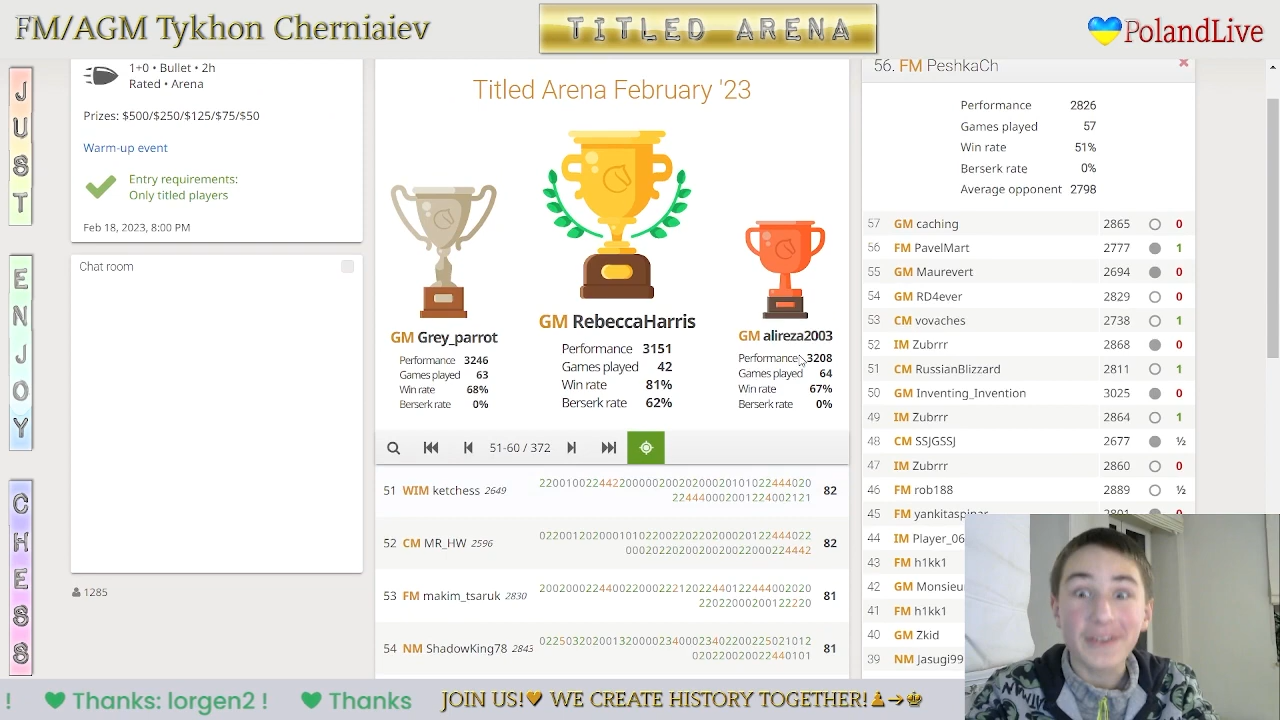 FM/AGM Tykhon Cherniaiev
TITLED ARENA
PolandLive
JUST
ENJOY
CHESS
1+0 • Bullet • 2h
Rated • Arena
Prizes: $500/$250/$125/$75/$50
Warm-up event
Entry requirements:
Only titled players
Feb 18, 2023, 8:00 PM
Chat room
1285
Titled Arena February '23
GM Grey_parrot
Performance 3246
Games played 63
Win rate 68%
Berserk rate 0%
GM RebeccaHarris
Performance 3151
Games played 42
Win rate 81%
Berserk rate 62%
GM alireza2003
Performance 3208
Games played 64
Win rate 67%
Berserk rate 0%
51-60 / 372
51 WIM ketchess 2649 82
52 CM MR_HW 2596 82
53 FM makim_tsaruk 2830 81
54 NM ShadowKing78 2843 81
56. FM PeshkaCh
Performance 2826
Games played 57
Win rate 51%
Berserk rate 0%
Average opponent 2798
57 GM caching 2865 0
56 FM PavelMart 2777 1
55 GM Maurevert 2694 0
54 GM RD4ever 2829 0
53 CM vovaches 2738 1
52 IM Zubrrr 2868 0
51 CM RussianBlizzard 2811 1
50 GM Inventing_Invention 3025 0
49 IM Zubrrr 2864 1
48 CM SSJGSSJ 2677 ½
47 IM Zubrrr 2860 0
46 FM rob188 2889 ½
45 FM
44 IM Player_06
43 FM h1kk1
42 GM Monsieu
41 FM h1kk1
40 GM Zkid
39 NM Jasugi99
! Thanks: lorgen2 ! Thanks
JOIN US! WE CREATE HISTORY TOGETHER!